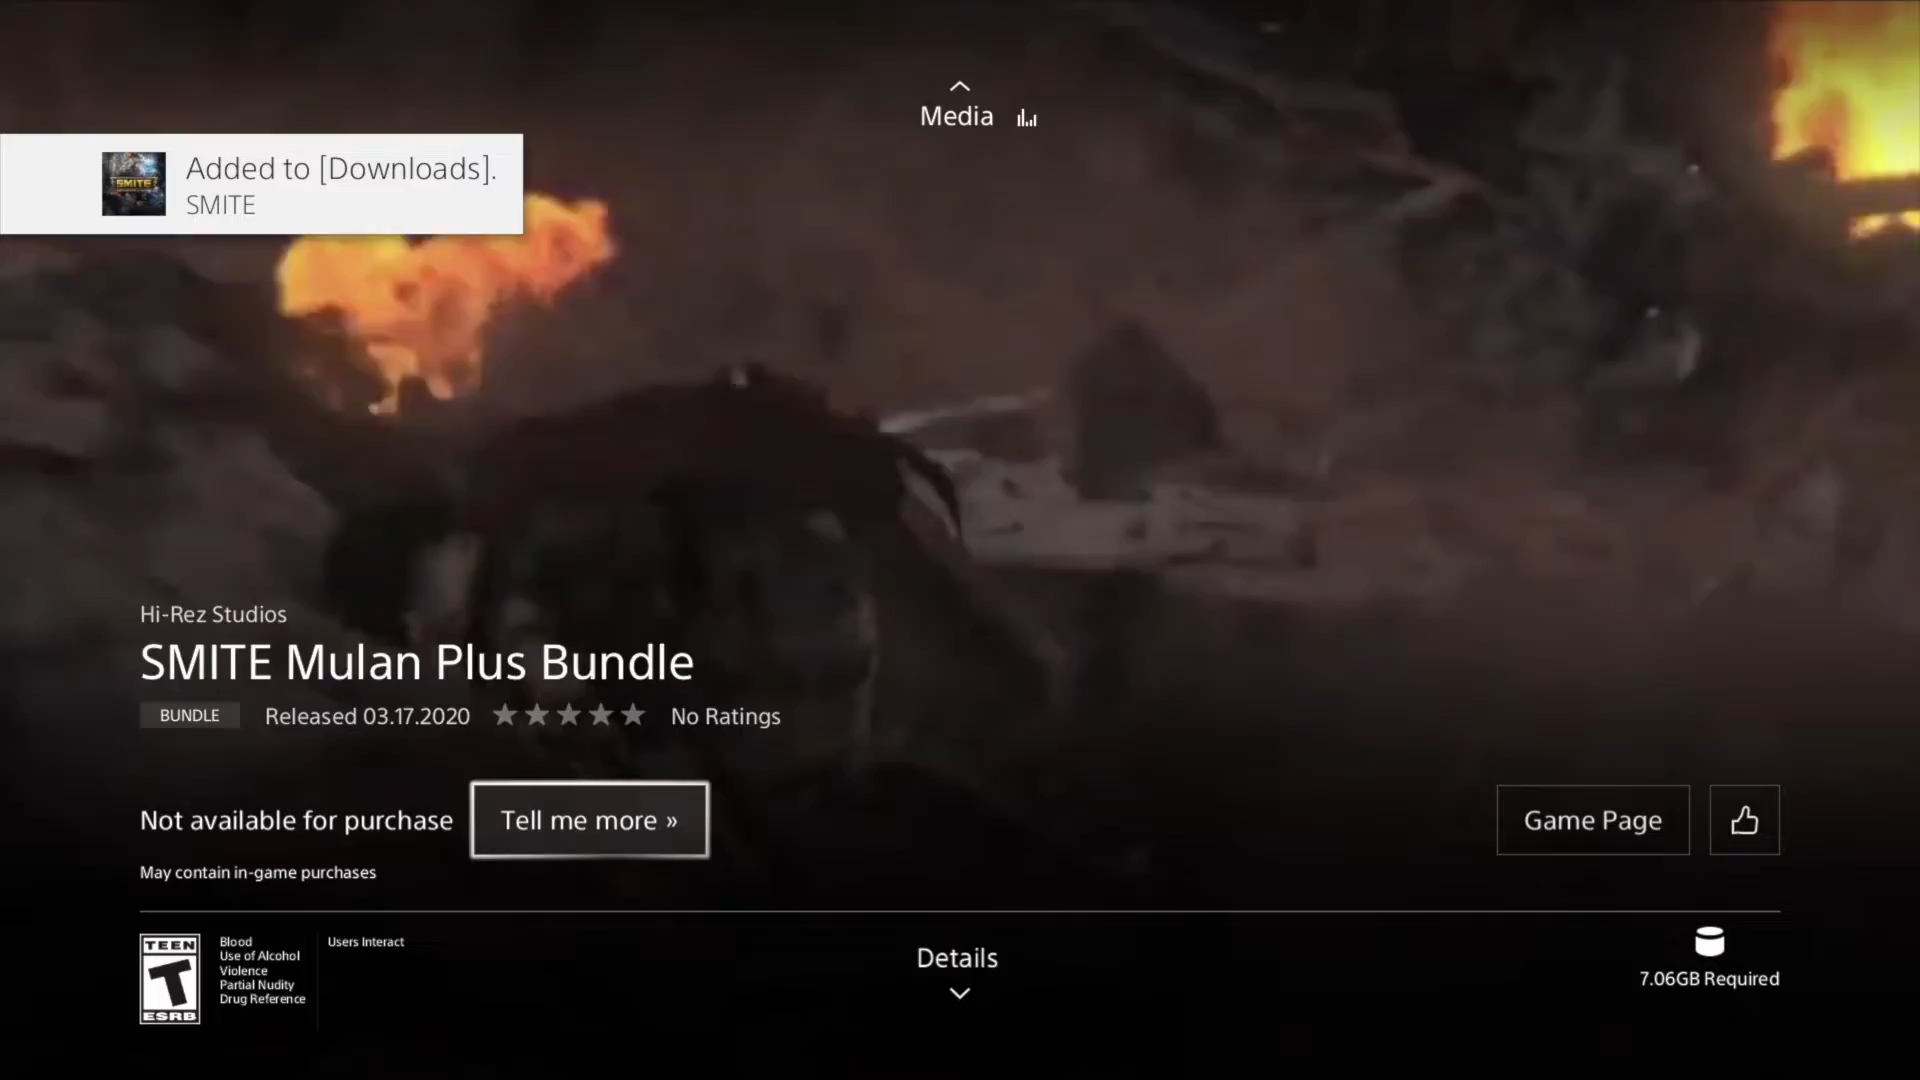 Media
Added to [Downloads].
SMITE
SMITE
Hi-Rez Studios
SMITE Mulan Plus Bundle
BUNDLE
Released 03.17.2020
No Ratings
Not available for purchase
Tell me more »
Game Page
May contain in-game purchases
TEEN
T
ESRB
Blood
Use of Alcohol
Violence
Partial Nudity
Drug Reference
Users Interact
Details
7.06GB Required